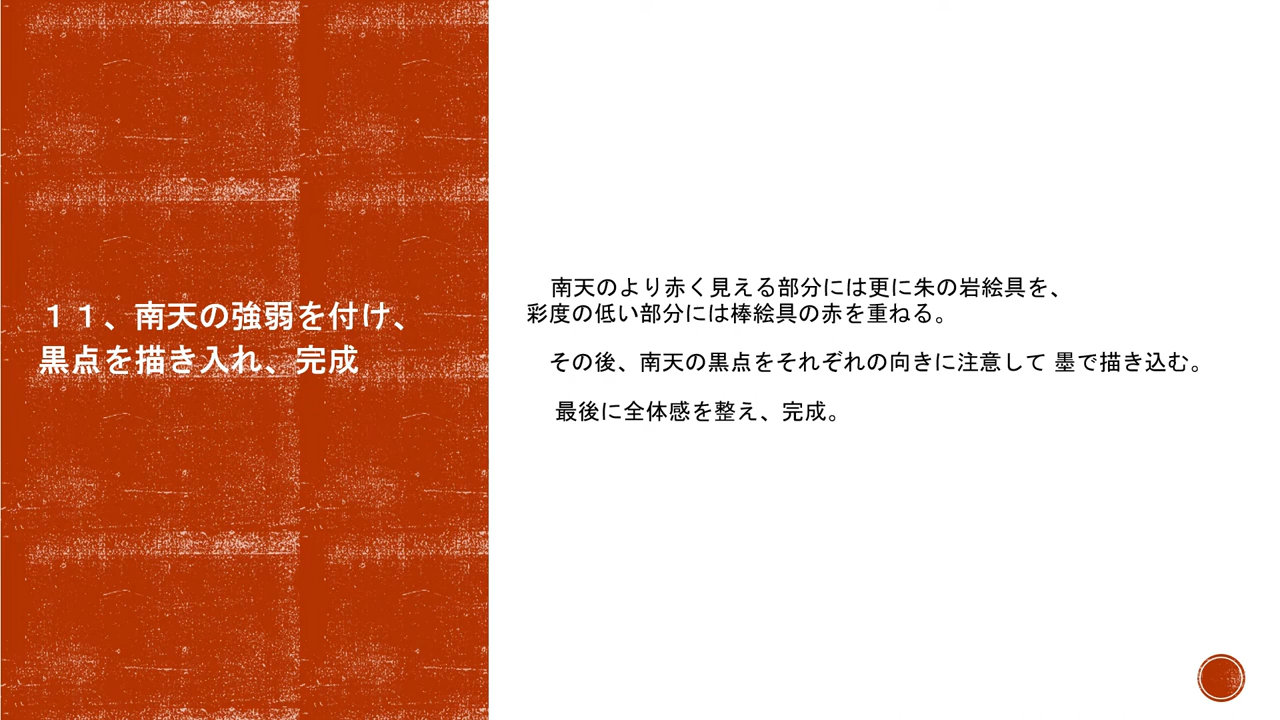 １１、南天の強弱を付け、
黒点を描き入れ、完成
南天のより赤く見える部分には更に朱の岩絵具を、
彩度の低い部分には棒絵具の赤を重ねる。
その後、南天の黒点をそれぞれの向きに注意して 墨で描き込む。
最後に全体感を整え、完成。